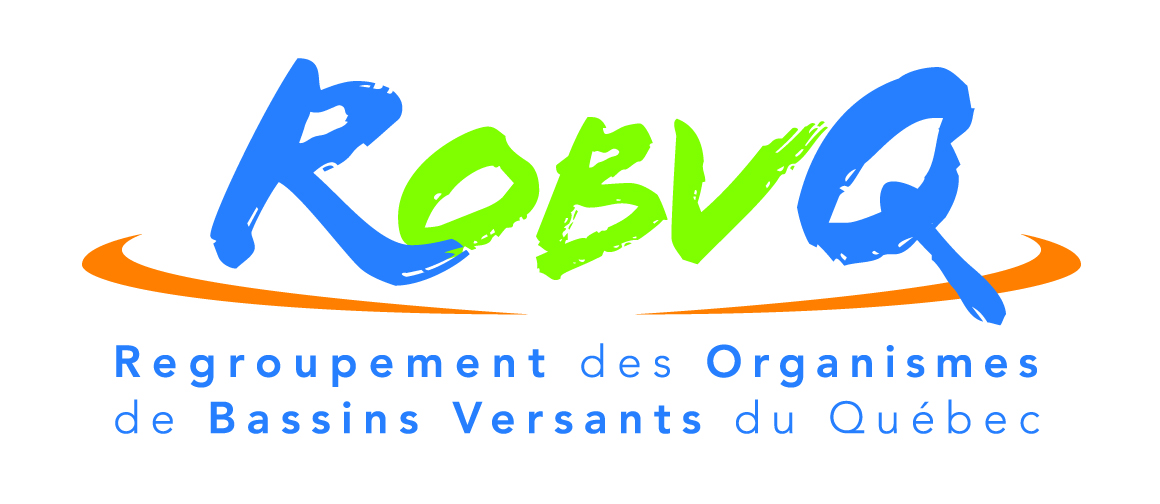 ROBVQ
Regroupement des Organismes
de Bassins Versants du Québec